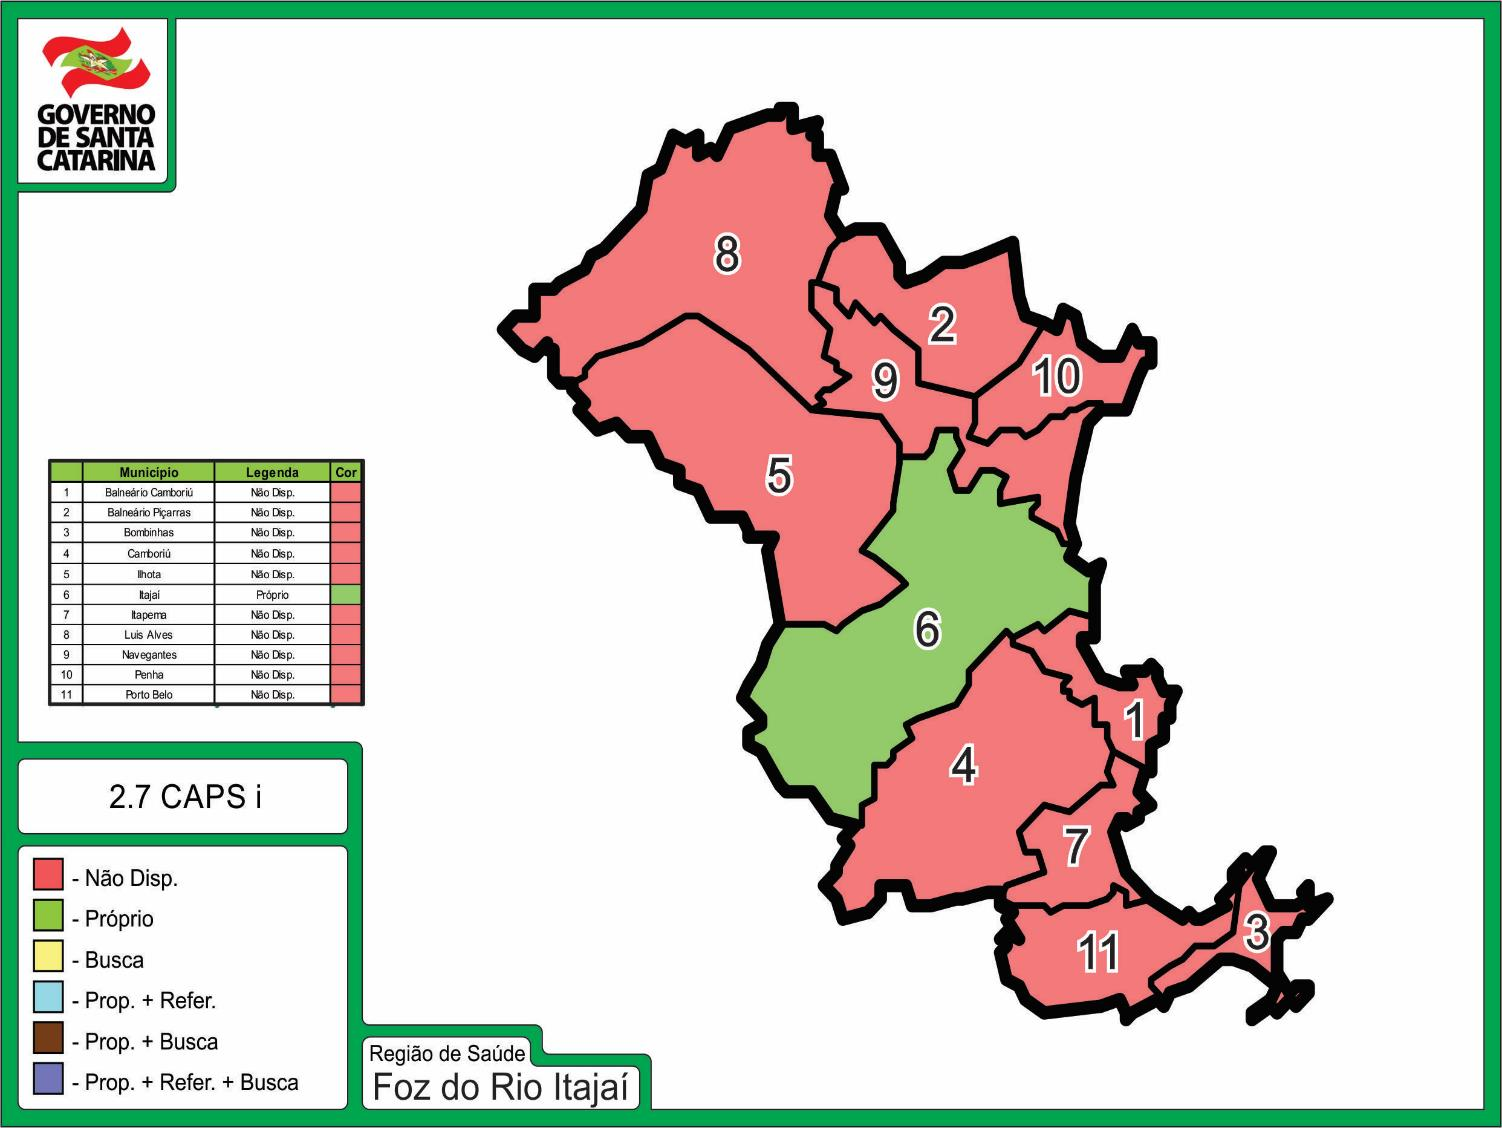 GOVERNO
DE SANTA
CATARINA
Município Legenda Cor
1 Balneário Camboriú Não Disp.
2 Balneário Piçarras Não Disp.
3 Bombinhas Não Disp.
4 Camboriú Não Disp.
5 Ilhota Não Disp.
6 Itajaí Próprio
7 Itapema Não Disp.
8 Luis Alves Não Disp.
9 Navegantes Não Disp.
10 Penha Não Disp.
11 Porto Belo Não Disp.
8
2
9
10
5
6
1
4
7
3
11
2.7 CAPS i
- Não Disp.
- Próprio
- Busca
- Prop. + Refer.
- Prop. + Busca
- Prop. + Refer. + Busca
Região de Saúde
Foz do Rio Itajaí